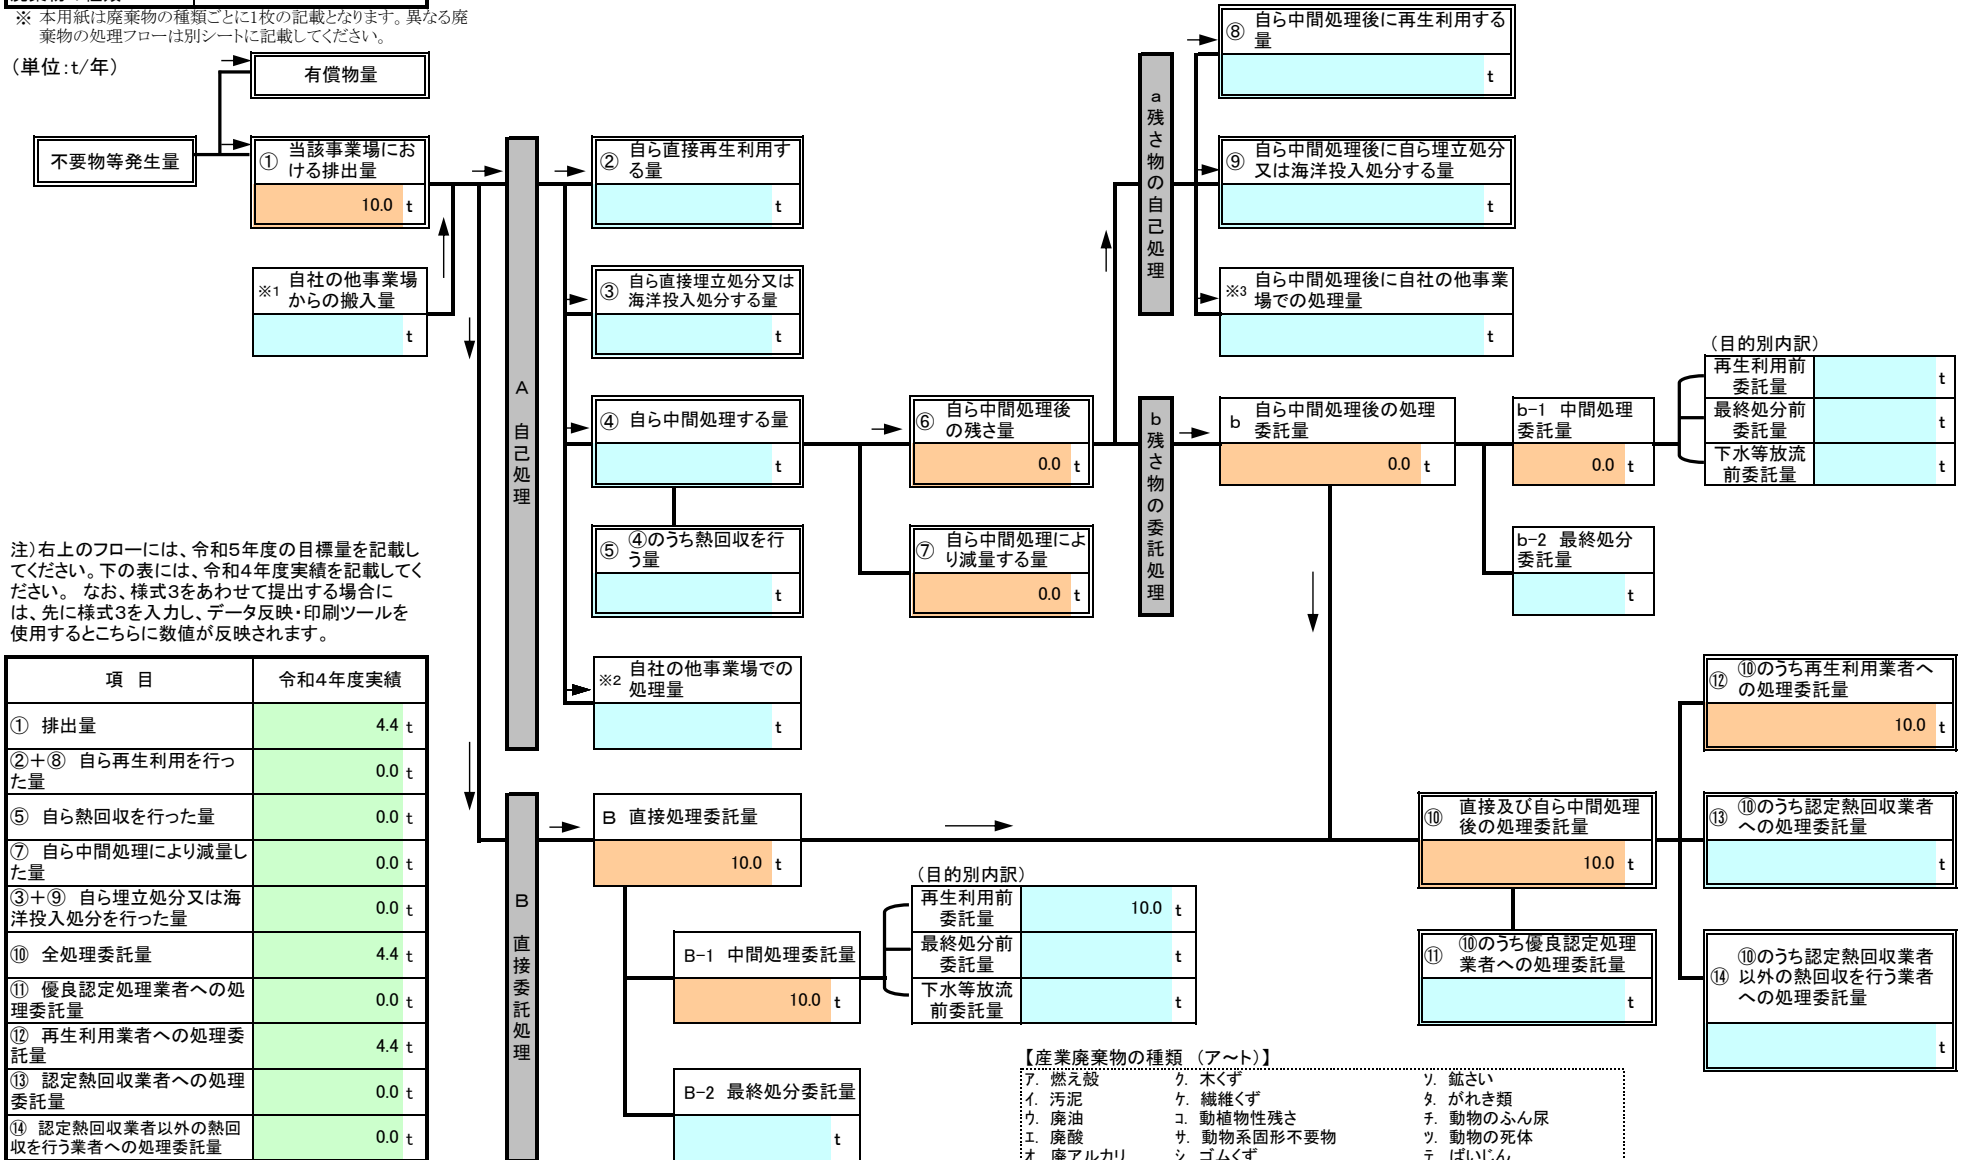 ※ 本用紙は廃棄物の種類ごとに1枚の記載となります。異なる廃
棄物の処理フローは別シートに記載してください。
（単位：t/年）
有償物量
不要物等発生量
① 当該事業場にお
ける排出量
10.0 t
※1 自社の他事業場
からの搬入量
t
A 自己処理
② 自ら直接再生利用す
る量
t
③ 自ら直接埋立処分又は
海洋投入処分する量
t
④ 自ら中間処理する量
t
⑤ ④のうち熱回収を行
う量
t
※2 自社の他事業場での
処理量
t
⑥ 自ら中間処理後
の残さ量
0.0 t
⑦ 自ら中間処理によ
り減量する量
0.0 t
a 残さ物の自己処理
⑧ 自ら中間処理後に再生利用する
量
t
⑨ 自ら中間処理後に自ら埋立処分
又は海洋投入処分する量
t
※3 自ら中間処理後に自社の他事業
場での処理量
t
b 残さ物の委託処理
b 自ら中間処理後の処理
委託量
0.0 t
b-1 中間処理
委託量
0.0 t
（目的別内訳）
再生利用前
委託量
t
最終処分前
委託量
t
下水等放流
前委託量
t
b-2 最終処分
委託量
t
注）右上のフローには、令和5年度の目標量を記載し
てください。下の表には、令和4年度実績を記載してく
ださい。 なお、様式3をあわせて提出する場合に
は、先に様式3を入力し、データ反映・印刷ツールを
使用するとこちらに数値が反映されます。
項 目 令和4年度実績
① 排出量 4.4 t
②＋⑧ 自ら再生利用を行っ
た量 0.0 t
⑤ 自ら熱回収を行った量 0.0 t
⑦ 自ら中間処理により減量し
た量 0.0 t
③＋⑨ 自ら埋立処分又は海
洋投入処分を行った量 0.0 t
⑩ 全処理委託量 4.4 t
⑪ 優良認定処理業者への処
理委託量 0.0 t
⑫ 再生利用業者への処理委
託量 4.4 t
⑬ 認定熱回収業者への処理
委託量 0.0 t
⑭ 認定熱回収業者以外の熱回
収を行う業者への処理委託量 0.0 t
B 直接委託処理
B 直接処理委託量
10.0 t
B-1 中間処理委託量
10.0 t
（目的別内訳）
再生利用前
委託量
10.0 t
最終処分前
委託量
t
下水等放流
前委託量
t
B-2 最終処分委託量
t
⑩ 直接及び自ら中間処理
後の処理委託量
10.0 t
⑪ ⑩のうち優良認定処理
業者への処理委託量
t
⑫ ⑩のうち再生利用業者へ
の処理委託量
10.0 t
⑬ ⑩のうち認定熱回収業者
への処理委託量
t
⑭ ⑩のうち認定熱回収業者
以外の熱回収を行う業者
への処理委託量
t
【産業廃棄物の種類 （ア～ト）】
ア. 燃え殻 ク. 木くず ソ. 鉱さい
イ. 汚泥 ケ. 繊維くず タ. がれき類
ウ. 廃油 コ. 動植物性残さ チ. 動物のふん尿
エ. 廃酸 サ. 動物系固形不要物 ツ. 動物の死体
オ. 廃アルカリ シ. ゴムくず テ. ばいじん